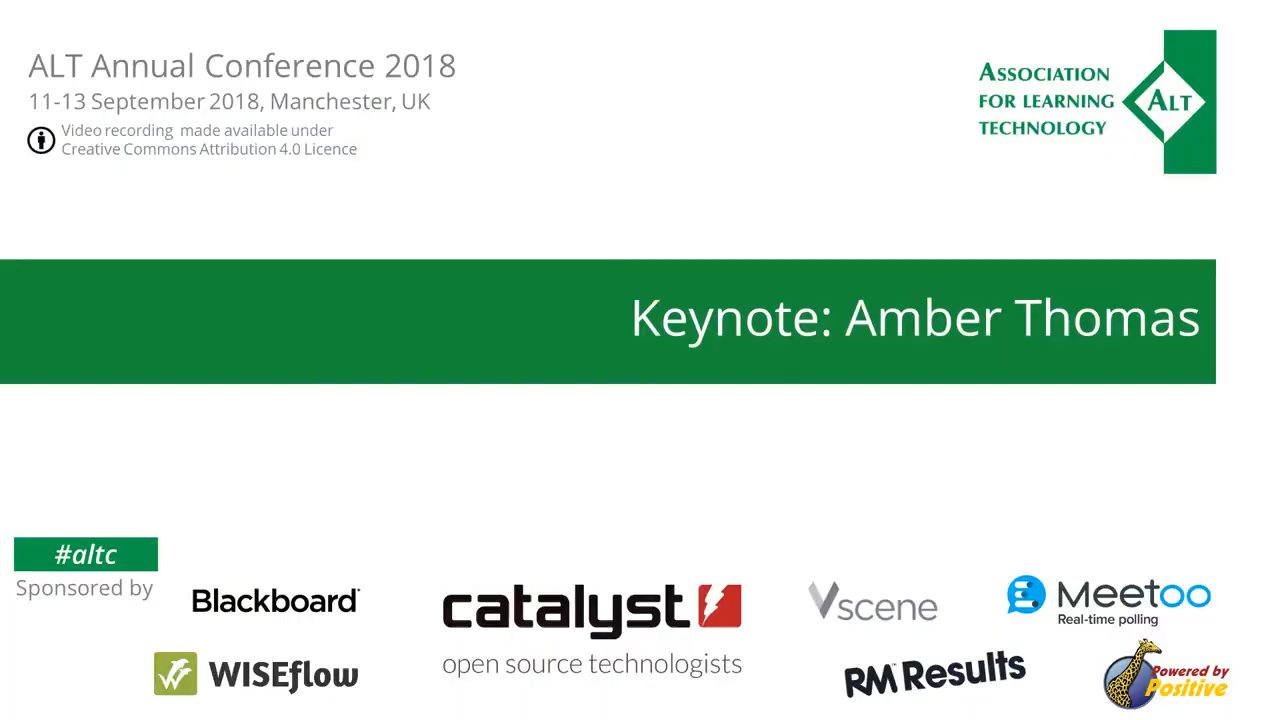 ALT Annual Conference 2018
11-13 September 2018, Manchester, UK
Video recording made available under
Creative Commons Attribution 4.0 Licence
ASSOCIATION
FOR LEARNING
TECHNOLOGY
ALT
Keynote: Amber Thomas
#altc
Sponsored by
Blackboard
catalyst
open source technologists
Vscene
Meetoo
Real-time polling
WISEflow
RM Results
Powered by
Positive